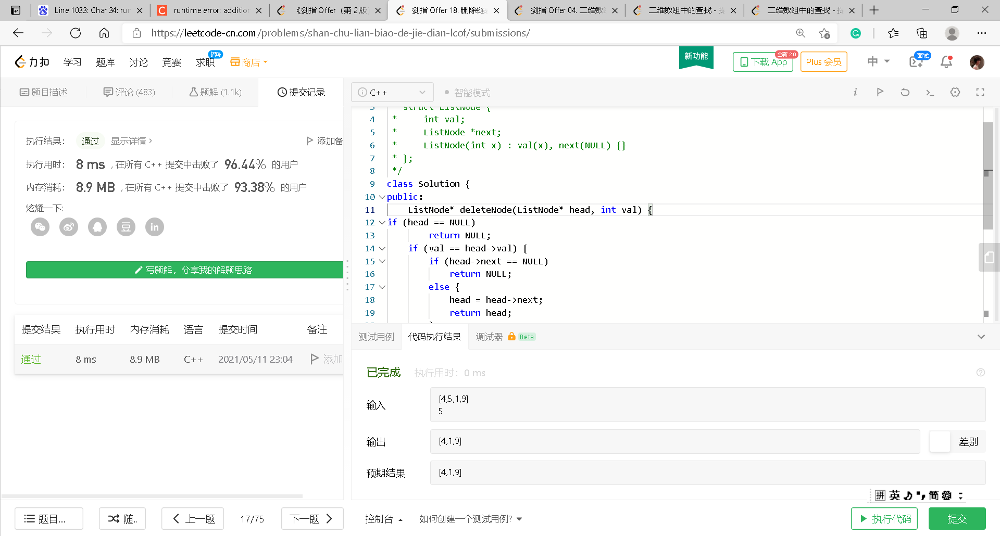 Line 1033: Char 34: run
runtime error: addition
《剑指 Offer（第 2 版
剑指 Offer 18. 删除链
剑指 Offer 04. 二维数
二维数组中的查找 - 
二维数组中的查找 - 
https://leetcode-cn.com/problems/shan-chu-lian-biao-de-jie-dian-lcof/submissions/
力扣
学习
题库
讨论
竞赛
求职
招聘
商店
新功能
下载 App
全新 2.0
Plus 会员
中
面试
题目描述
评论 (483)
题解 (1.1k)
提交记录
C++
智能模式
执行结果：
通过
显示详情 >
添加备
执行用时：
8 ms , 在所有 C++ 提交中击败了 96.44% 的用户
内存消耗：
8.9 MB , 在所有 C++ 提交中击败了 93.38% 的用户
炫耀一下:
写题解，分享我的解题思路
提交结果 执行用时 内存消耗 语言 提交时间 备注
通过 8 ms 8.9 MB C++ 2021/05/11 23:04 添加
3 struct ListNode {
4 *     int val;
5 *     ListNode *next;
6 *     ListNode(int x) : val(x), next(NULL) {}
7 * };
8 */
9 class Solution {
10 public:
11     ListNode* deleteNode(ListNode* head, int val) {
12 if (head == NULL)
13         return NULL;
14     if (val == head->val) {
15         if (head->next == NULL)
16             return NULL;
17         else {
18             head = head->next;
19             return head;
测试用例
代码执行结果
调试器
Beta
已完成
执行用时：0 ms
输入
[4,5,1,9]
5
输出
[4,1,9]
差别
预期结果
[4,1,9]
拼 英 简
题目...
随..
上一题
17/75
下一题
控制台
如何创建一个测试用例?
执行代码
提交